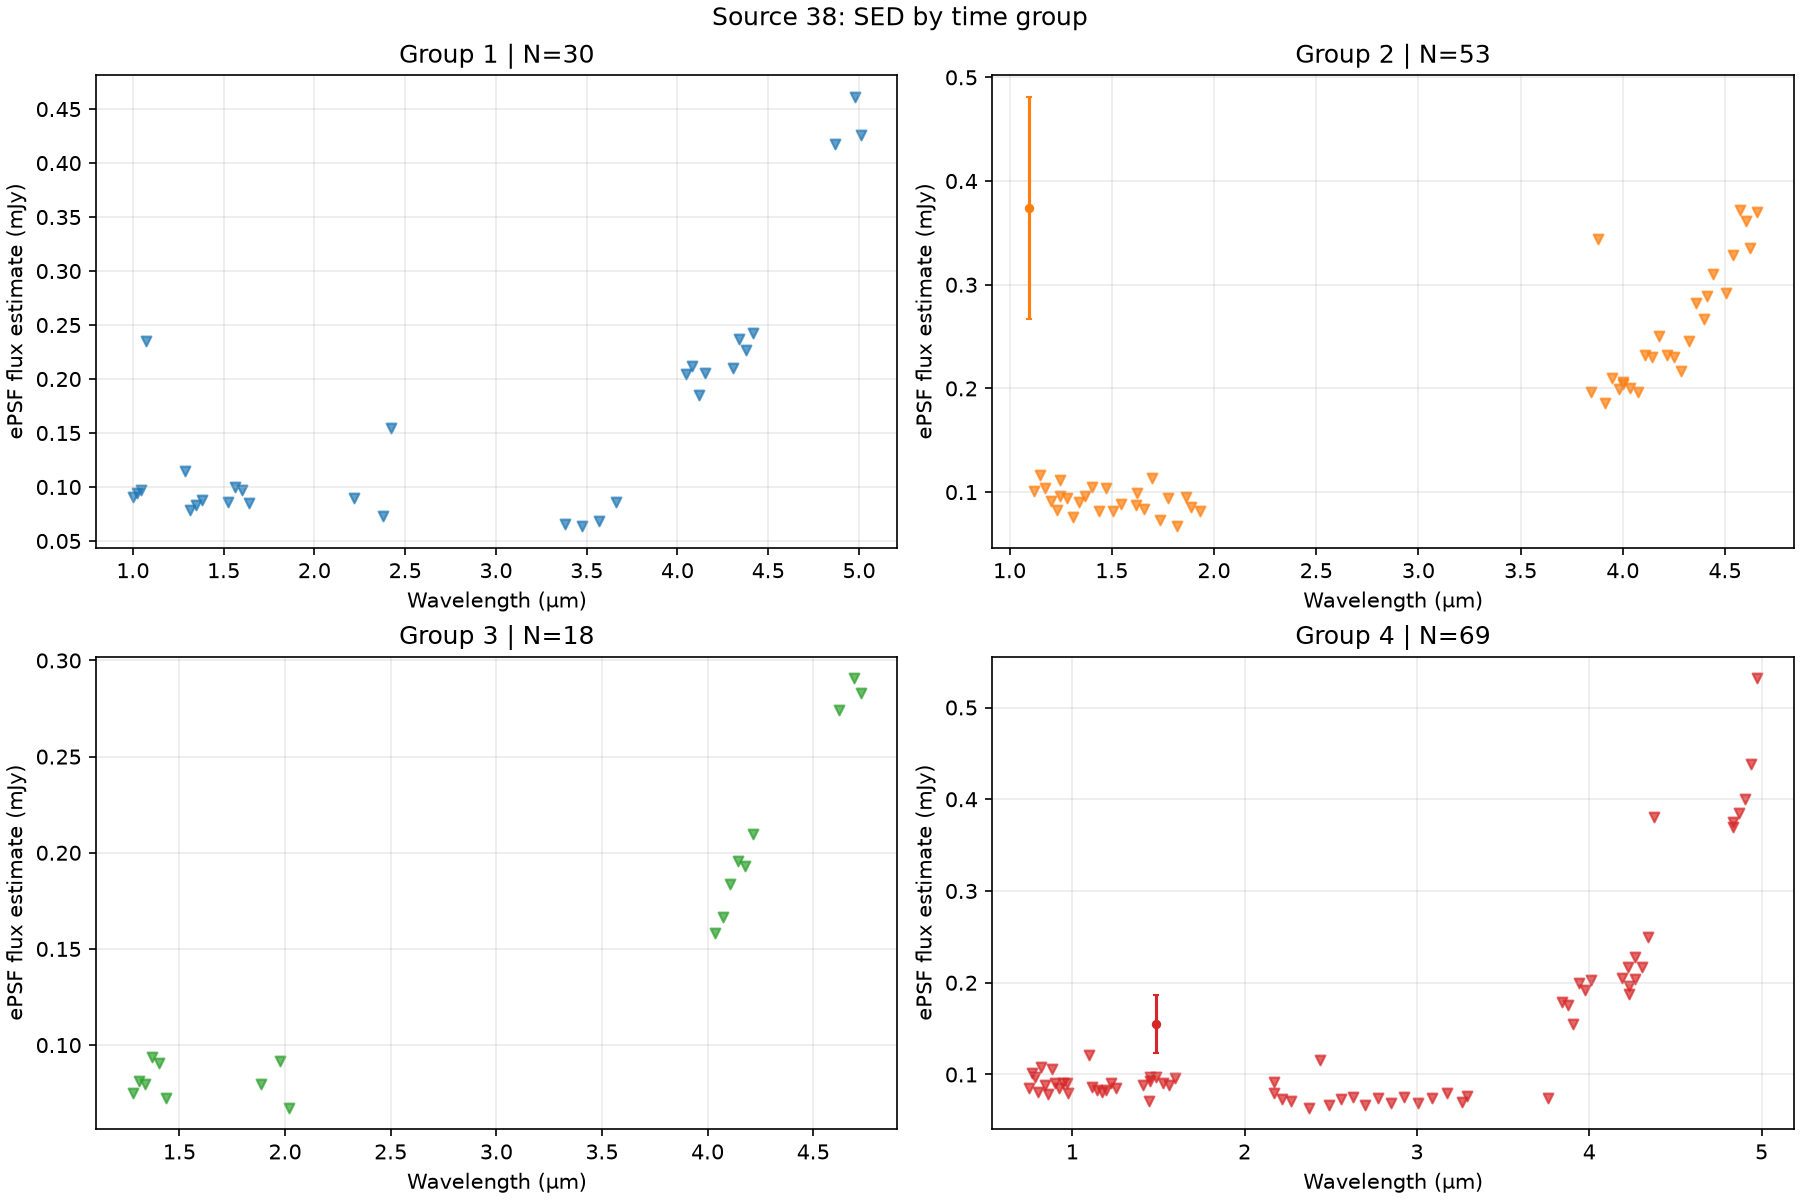 Source 38: SED by time group
Group 1 | N=30
ePSF flux estimate (mJy)
0.45
0.40
0.35
0.30
0.25
0.20
0.15
0.10
0.05
1.0 1.5 2.0 2.5 3.0 3.5 4.0 4.5 5.0
Wavelength (μm)
Group 2 | N=53
ePSF flux estimate (mJy)
0.5
0.4
0.3
0.2
0.1
1.0 1.5 2.0 2.5 3.0 3.5 4.0 4.5
Wavelength (μm)
Group 3 | N=18
ePSF flux estimate (mJy)
0.30
0.25
0.20
0.15
0.10
1.5 2.0 2.5 3.0 3.5 4.0 4.5
Wavelength (μm)
Group 4 | N=69
ePSF flux estimate (mJy)
0.5
0.4
0.3
0.2
0.1
1 2 3 4 5
Wavelength (μm)